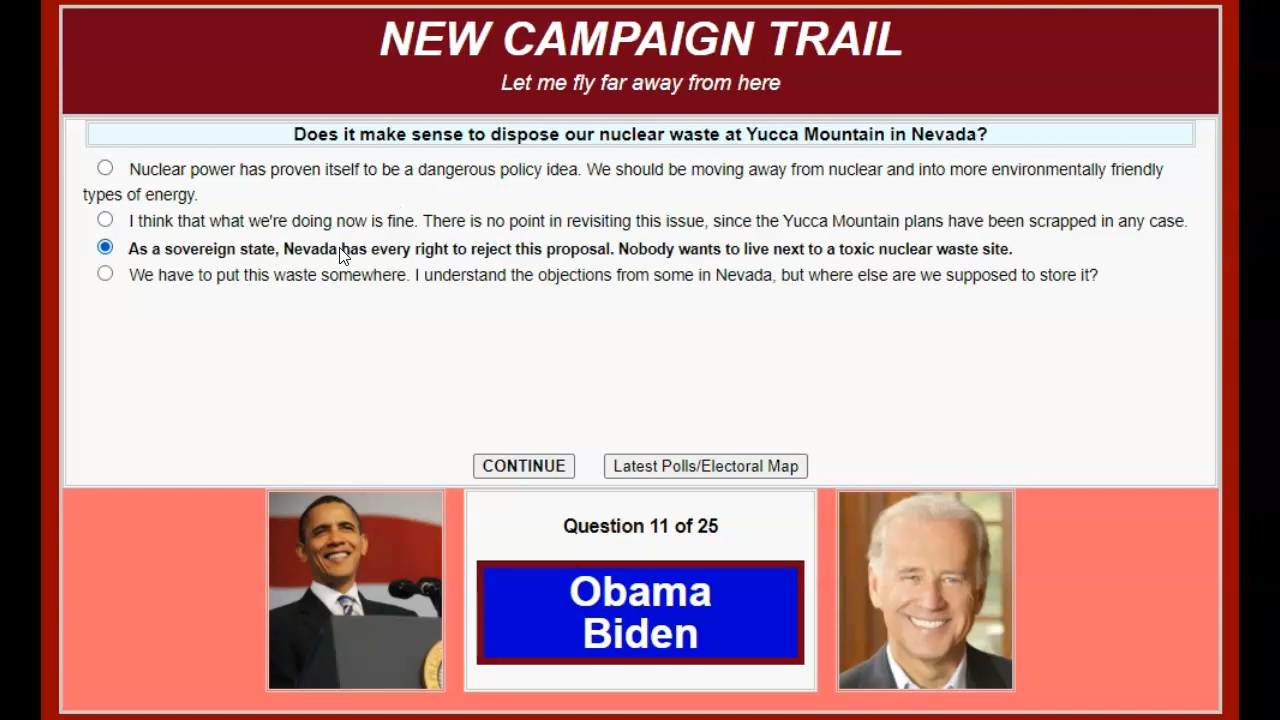 NEW CAMPAIGN TRAIL
Let me fly far away from here
Does it make sense to dispose our nuclear waste at Yucca Mountain in Nevada?
Nuclear power has proven itself to be a dangerous policy idea. We should be moving away from nuclear and into more environmentally friendly
types of energy.
I think that what we're doing now is fine. There is no point in revisiting this issue, since the Yucca Mountain plans have been scrapped in any case.
As a sovereign state, Nevada has every right to reject this proposal. Nobody wants to live next to a toxic nuclear waste site.
We have to put this waste somewhere. I understand the objections from some in Nevada, but where else are we supposed to store it?
CONTINUE
Latest Polls/Electoral Map
Question 11 of 25
Obama
Biden